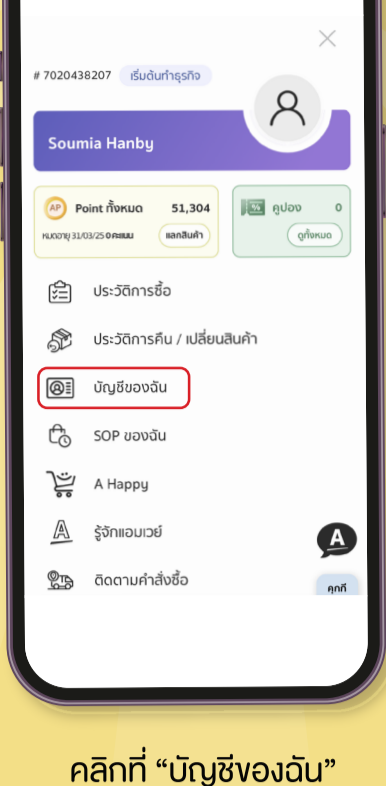 # 7020438207 เริ่มต้นทำธุรกิจ
Soumia Hanby
AP Point ทั้งหมด 51,304
หมดอายุ 31/03/25 0 คะแนน แลกสินค้า
% คูปอง 0
ดูทั้งหมด
ประวัติการซื้อ
ประวัติการคืน / เปลี่ยนสินค้า
บัญชีของฉัน
SOP ของฉัน
A Happy
รู้จักแอมเวย์
A
ติดตามคำสั่งซื้อ
คุกกี
คลิกที่ “บัญชีของฉัน”